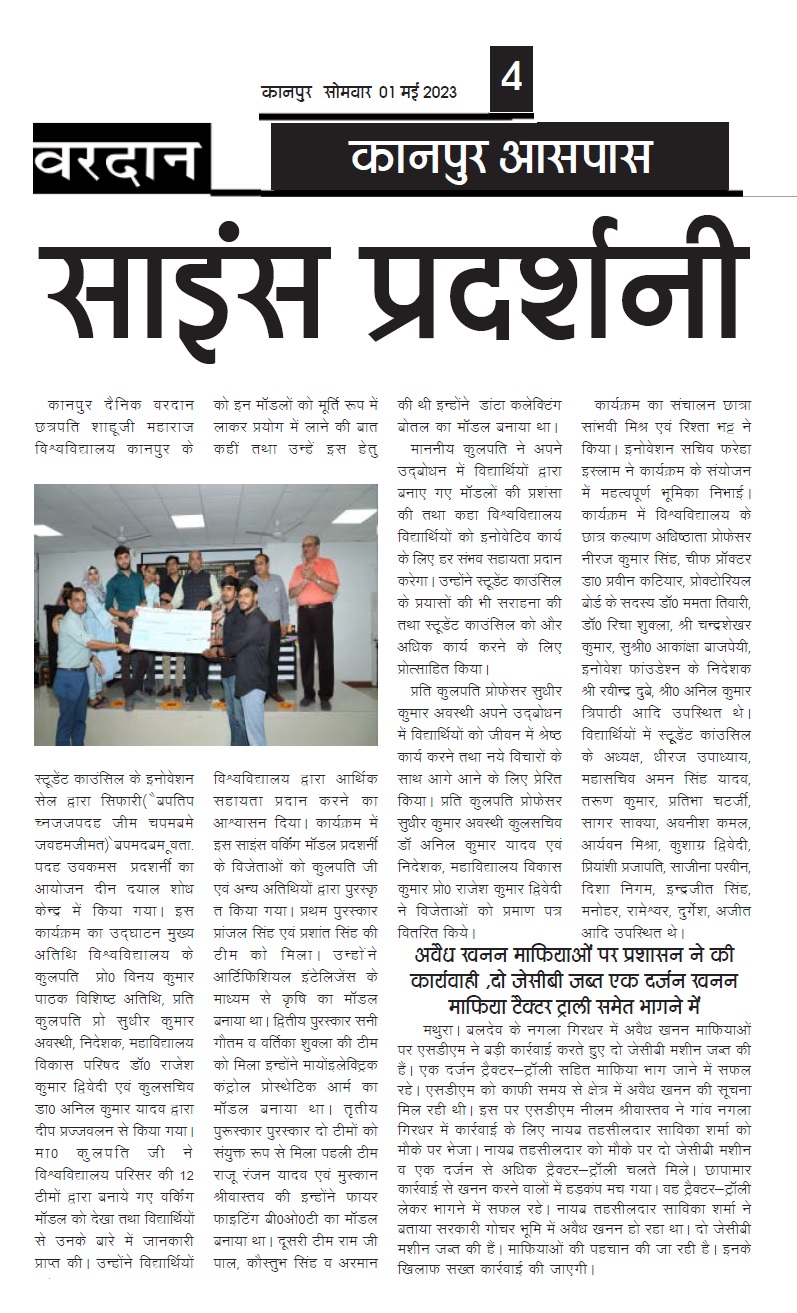 कानपुर सोमवार 01 मई 2023
4
वरदान
कानपुर आसपास
साइंस प्रदर्शनी
कानपुर दैनिक वरदान
छत्रपति शाहूजी महाराज
विश्वविद्यालय कानपुर के
स्टूडेंट काउंसिल के इनोवेशन
सेल द्वारा सिफारी(ैबपतिप
च्नजजपदह जीम चपमबमे
जवहमजीमत)ेबपमदबम ूवता.
पदह उवकमस प्रदशर्नी का
आयोजन दीन दयाल शोध
केन्द्र में किया गया। इस
कार्यक्रम का उद्घाटन मुख्य
अतिथि विश्वविद्यालय के
कुलपति प्रो0 विनय कुमार
पाठक विशिष्ट अतिथि, प्रति
कुलपति प्रो सुधीर कुमार
अवस्थी, निदेशक, महाविद्यालय
विकास परिषद डॉ0 राजेश
कुमार द्विवेदी एवं कुलसचिव
डा0 अनिल कुमार यादव द्वारा
दीप प्रज्जवलन से किया गया।
मा0 कुलपति जी ने
विश्वविद्यालय परिसर की 12
टीमों द्वारा बनाये गए वर्किंग
मॉडल को देखा तथा विद्यार्थियों
से उनके बारे में जानकारी
प्राप्त की। उन्होंने विद्यार्थियों
को इन मॉडलों को मूर्ति रूप में
लाकर प्रयोग में लाने की बात
कहीं तथा उन्हें इस हेतु
विश्वविद्यालय द्वारा आर्थिक
सहायता प्रदान करने का
आश्वासन दिया। कार्यक्रम में
इस साइंस वर्किंग मॉडल प्रदशर्नी
के विजेताओं को कुलपति जी
एवं अन्य अतिथियों द्वारा पुरस्कृ
त किया गया। प्रथम पुरस्कार
प्रांजल सिंह एवं प्रशांत सिंह की
टीम को मिला। उन्होंने
आर्टिफिशियल इंटेलिजेंस के
माध्यम से कृषि का मॉडल
बनाया था। द्वितीय पुरस्कार सनी
गौतम व वर्तिका शुक्ला की टीम
को मिला इन्होंने मायोइलेक्ट्रिक
कंट्रोल प्रोस्थेटिक आर्म का
मॉडल बनाया था। तृतीय
पुरूस्कार पुरस्कार दो टीमों को
संयुक्त रूप से मिला पहली टीम
राजू रंजन यादव एवं मुस्कान
श्रीवास्तव की इन्होंने फायर
फाइटिंग बी0ओ0टी का मॉडल
बनाया था। दूसरी टीम राम जी
पाल, कौस्तुभ सिंह व अरमान
की थी इन्होंने डांटा कलेक्टिंग
बोतल का मॉडल बनाया था।
माननीय कुलपति ने अपने
उद्बोधन में विद्यार्थियों द्वारा
बनाए गए मॉडलों की प्रशंसा
की तथा कहा विश्वविद्यालय
विद्यार्थियों को इनोवेटिव कार्य
के लिए हर संभव सहायता प्रदान
करेगा। उन्होंने स्टूडेंट काउंसिल
के प्रयासों की भी सराहना की
तथा स्टूडेंट काउंसिल को और
अधिक कार्य करने के लिए
प्रोत्साहित किया।
प्रति कुलपति प्रोफेसर सुधीर
कुमार अवस्थी अपने उद्बोधन
में विद्यार्थियों को जीवन में श्रेष्ठ
कार्य करने तथा नये विचारों के
साथ आगे आने के लिए प्रेरित
किया। प्रति कुलपति प्रोफेसर
सुधीर कुमार अवस्थी कुलसचिव
डॉ अनिल कुमार यादव एवं
निदेशक, महाविद्यालय विकास
कुमार प्रो0 राजेश कुमार द्विवेदी
ने विजेताओं को प्रमाण पत्र
वितरित किये।
कार्यक्रम का संचालन छात्रा
सांभवी मिश्र एवं रिश्ता भट्ट ने
किया। इनोवेशन सचिव फरेहा
इस्लाम ने कार्यक्रम के संयोजन
में महत्वपूर्ण भूमिका निभाई।
कार्यक्रम में विश्वविद्यालय के
छात्र कल्याण अधिष्ठाता प्रोफेसर
नीरज कुमार सिंह, चीफ प्रॉक्टर
डा0 प्रवीन कटियार, प्रोक्टोरियल
बोर्ड के सदस्य डॉ0 ममता तिवारी,
डॉ0 रिचा शुक्ला, श्री चन्द्रशेखर
कुमार, सुश्री0 आकांक्षा बाजपेयी,
इनोवेश फांउडेश्न के निदेशक
श्री रवीन्द्र दुबे, श्री0 अनिल कुमार
त्रिपाठी आदि उपस्थित थे।
विद्यार्थियों में स्टूडेंट कांउसिल
के अध्यक्ष, धीरज उपाध्याय,
महासचिव अमन सिंह यादव,
तरूण कुमार, प्रतिभा चटर्जी,
सागर साक्या, अवनीश कमल,
आर्यवन मिश्रा, कुशाग्र द्विवेदी,
प्रियांशी प्रजापति, साजीना परवीन,
दिशा निगम, इन्द्रजीत सिंह,
मनोहर, रामेश्वर, दुर्गेश, अजीत
आदि उपस्थित थे।
अवैध खनन माफियाओं पर प्रशासन ने की
कार्यवाही ,दो जेसीबी जब्त एक दर्जन खनन
माफिया टैक्टर ट्राली समेत भागने में
मथुरा। बलदेव के नगला गिरधर में अवैध खनन माफियाओं
पर एसडीएम ने बड़ी कार्रवाई करते हुए दो जेसीबी मशीन जब्त की
हैं। एक दर्जन ट्रैक्टर–ट्रॉली सहित माफिया भाग जाने में सफल
रहे। एसडीएम को काफी समय से क्षेत्र में अवैध खनन की सूचना
मिल रही थी। इस पर एसडीएम नीलम श्रीवास्तव ने गांव नगला
गिरधर में कार्रवाई के लिए नायब तहसीलदार साविका शर्मा को
मौके पर भेजा। नायब तहसीलदार को मौके पर दो जेसीबी मशीन
व एक दर्जन से अधिक ट्रैक्टर–ट्रॉली चलते मिले। छापामार
कार्रवाई से खनन करने वालों में हड़कंप मच गया। वह ट्रैक्टर–ट्रॉली
लेकर भागने में सफल रहे। नायब तहसीलदार साविका शर्मा ने
बताया सरकारी गोचर भूमि में अवैध खनन हो रहा था। दो जेसीबी
मशीन जब्त की हैं। माफियाओं की पहचान की जा रही है। इनके
खिलाफ सख्त कार्रवाई की जाएगी।